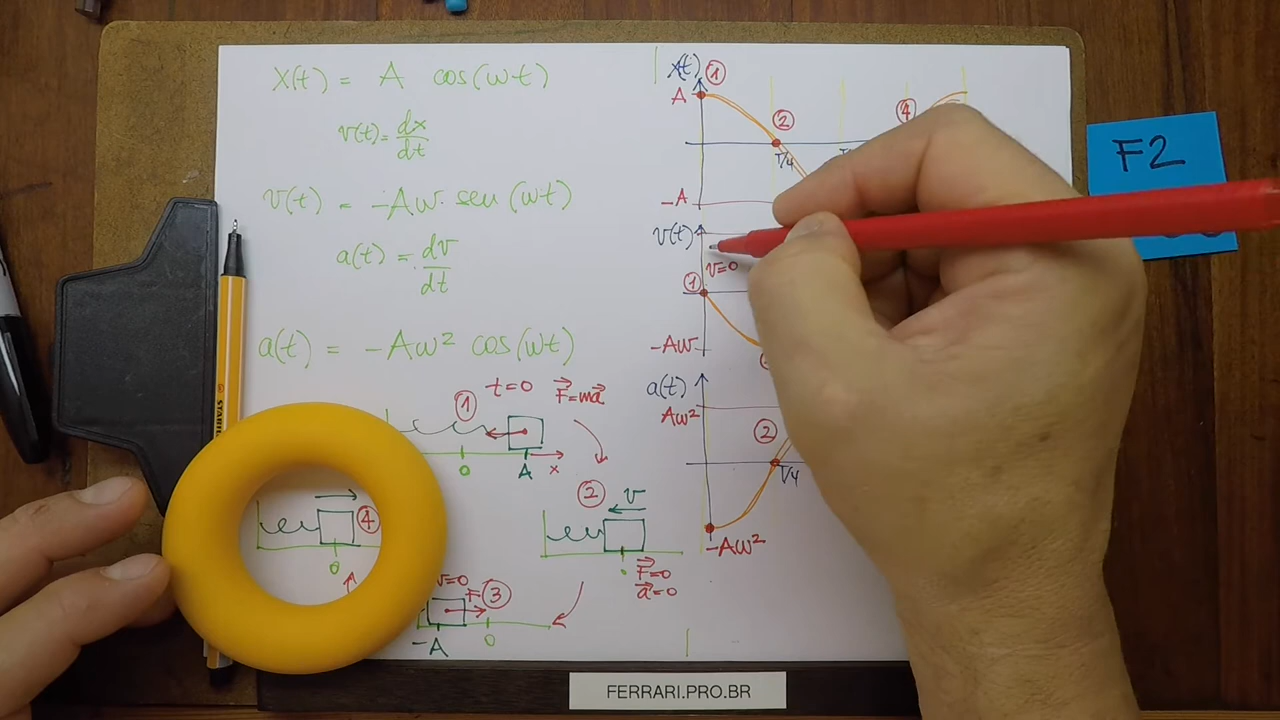 X(t) = A cos(ωt)
v(t) = dx/dt
v(t) = -Aω. sen(ωt)
a(t) = dv/dt
a(t) = -Aω² cos(ωt)
① t=0 F⃗=ma⃗
0 A x
② v
F⃗=0
a⃗=0
④
0
v=0 F ③
-A 0
X(t) ①
A
② ④
T/4
-A
v(t)
v=0
①
-Aω
a(t)
Aω²
②
T/4
-Aω²
F2
FERRARI.PRO.BR